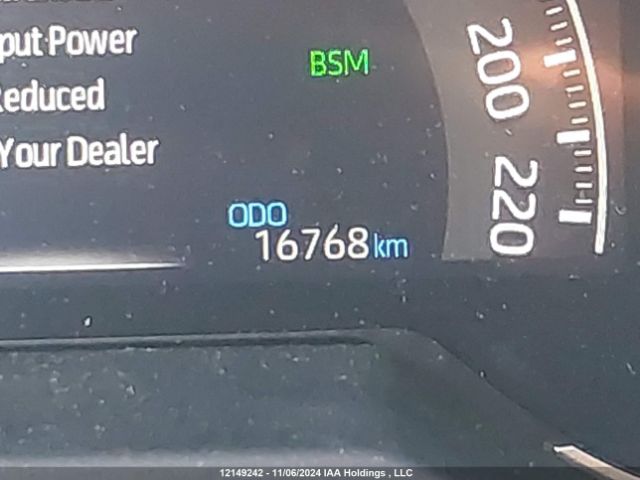 put Power
Reduced
Your Dealer
BSM
200
220
ODO
16768 km
12149242 - 11/06/2024 IAA Holdings , LLC